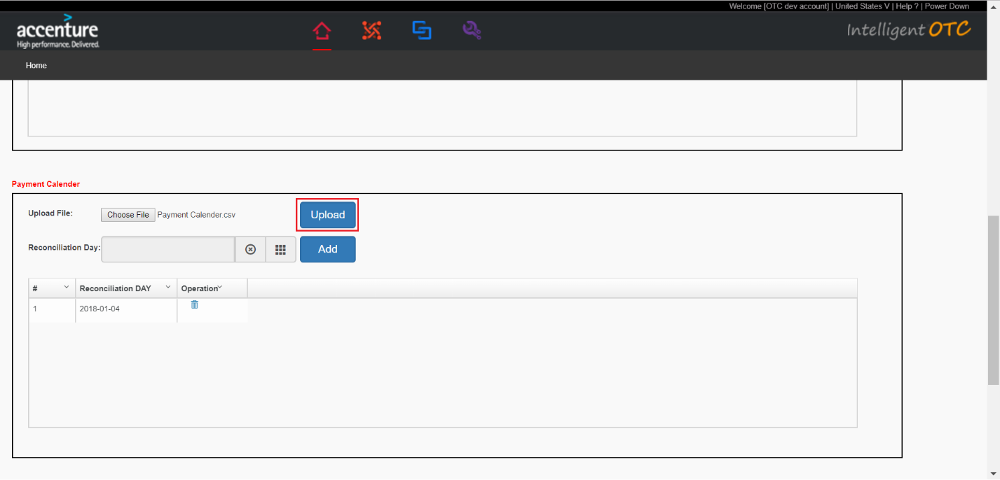 Welcome [OTC dev account] | United States V | Help ? | Power Down
accenture
High performance. Delivered.
Intelligent OTC
Home
Payment Calender
Upload File: Choose File Payment Calender.csv Upload
Reconciliation Day: Add
# Reconciliation DAY Operation
1 2018-01-04